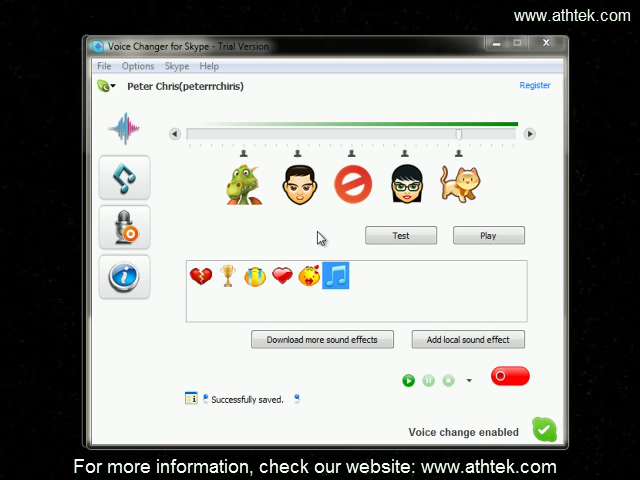 www.athtek.com
Voice Changer for Skype - Trial Version
File Options Skype Help
Peter Chris(peterrrchiris)
Register
Test Play
Download more sound effects Add local sound effect
Successfully saved.
Voice change enabled
For more information, check our website: www.athtek.com